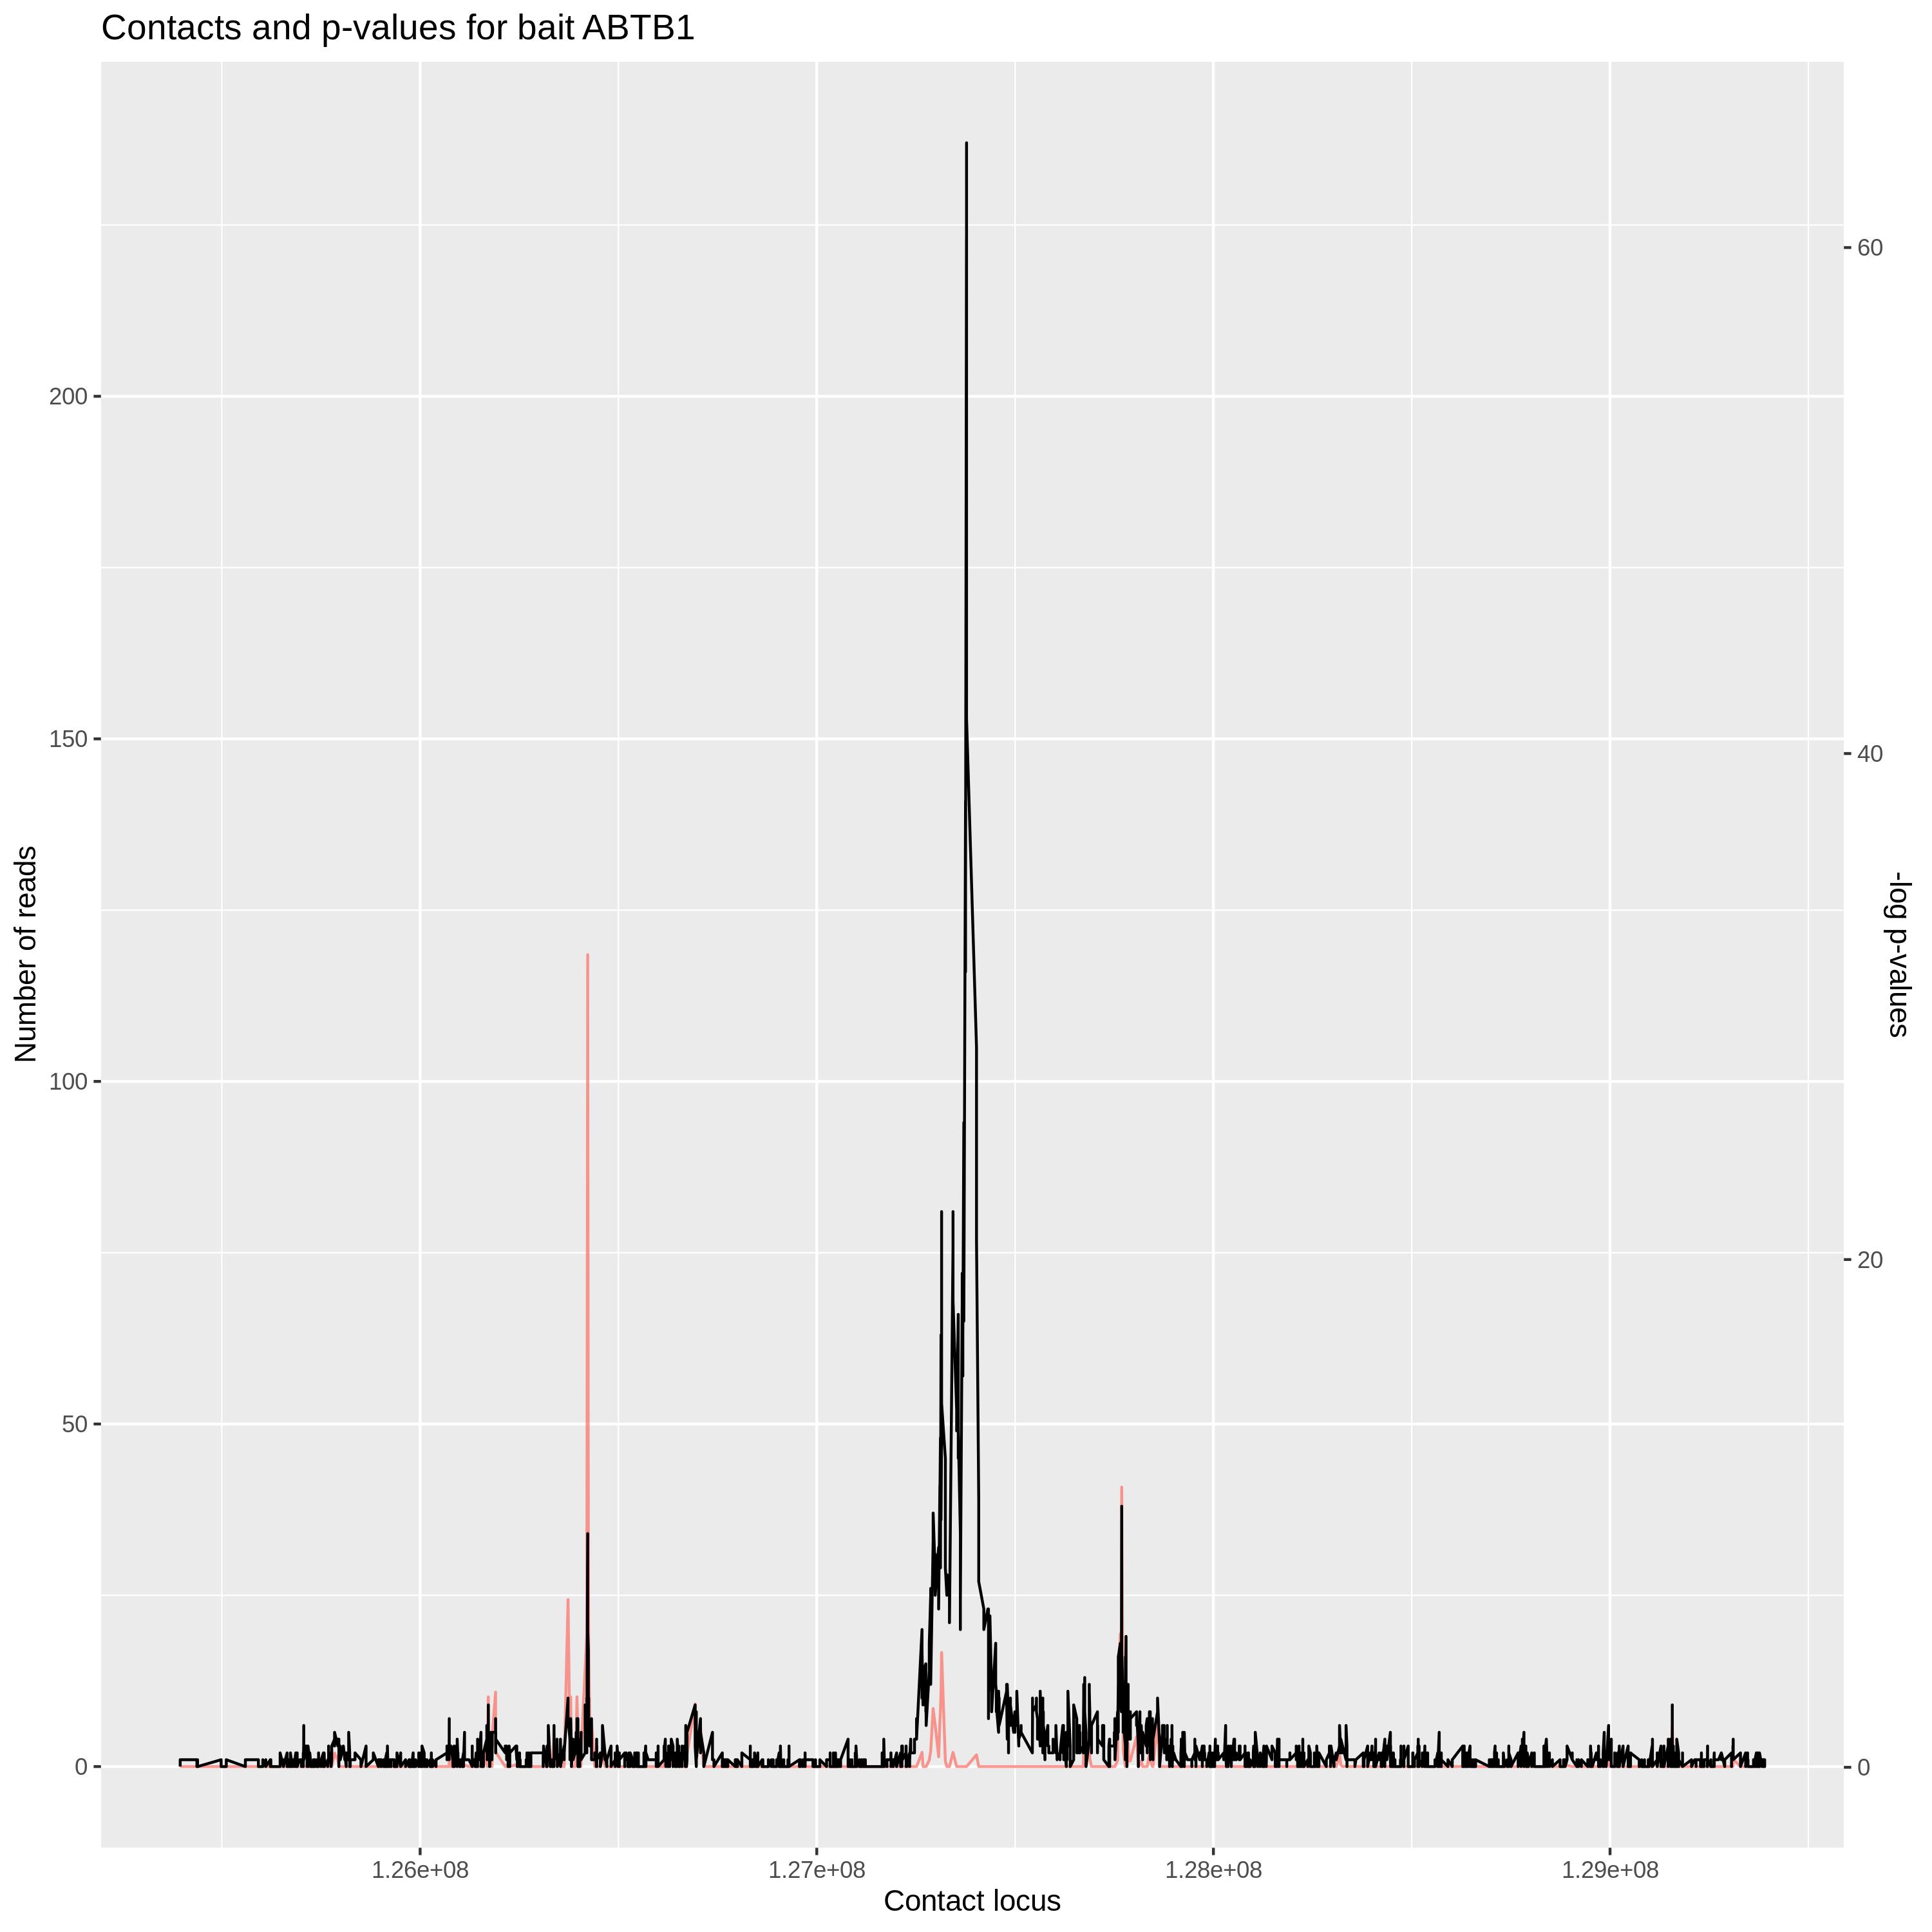 Contacts and p-values for bait ABTB1
Number of reads
200
150
100
50
0
60
40
20
0
-log p-values
1.26e+08
1.27e+08
1.28e+08
1.29e+08
Contact locus